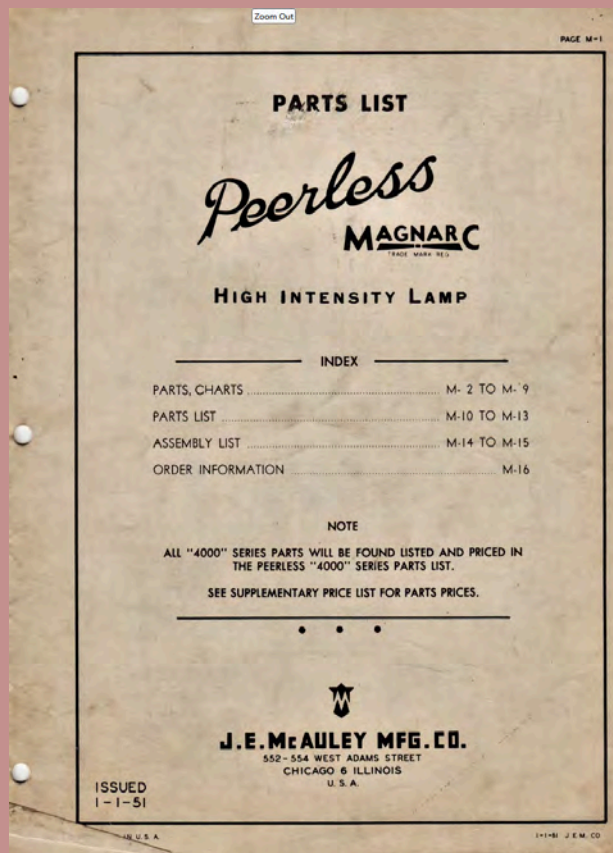 Zoom Out
PAGE M-1
PARTS LIST
Peerless
MAGNARC
TRADE MARK REG
HIGH INTENSITY LAMP
INDEX
PARTS, CHARTS ........ M- 2 TO M- 9
PARTS LIST ........ M-10 TO M-13
ASSEMBLY LIST ........ M-14 TO M-15
ORDER INFORMATION ........ M-16
NOTE
ALL "4000" SERIES PARTS WILL BE FOUND LISTED AND PRICED IN
THE PEERLESS "4000" SERIES PARTS LIST.
SEE SUPPLEMENTARY PRICE LIST FOR PARTS PRICES.
M
J.E.McAULEY MFG.CO.
552-554 WEST ADAMS STREET
CHICAGO 6 ILLINOIS
U. S. A.
ISSUED
1-1-51
IN U. S. A.
1-1-51 J. E. M. CO